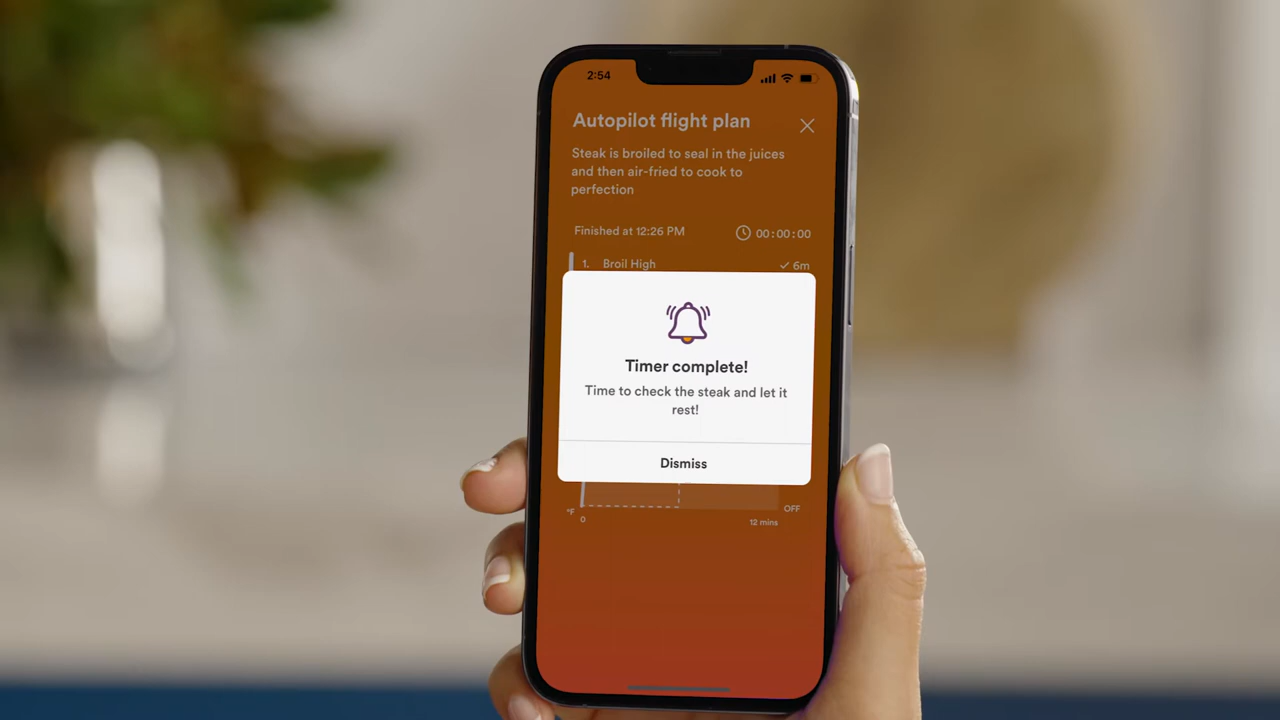 2:54
Autopilot flight plan
Steak is broiled to seal in the juices
and then air-fried to cook to
perfection
Finished at 12:26 PM 00:00:00
1. Broil High 6m
Timer complete!
Time to check the steak and let it
rest!
Dismiss
°F OFF
0 12 mins